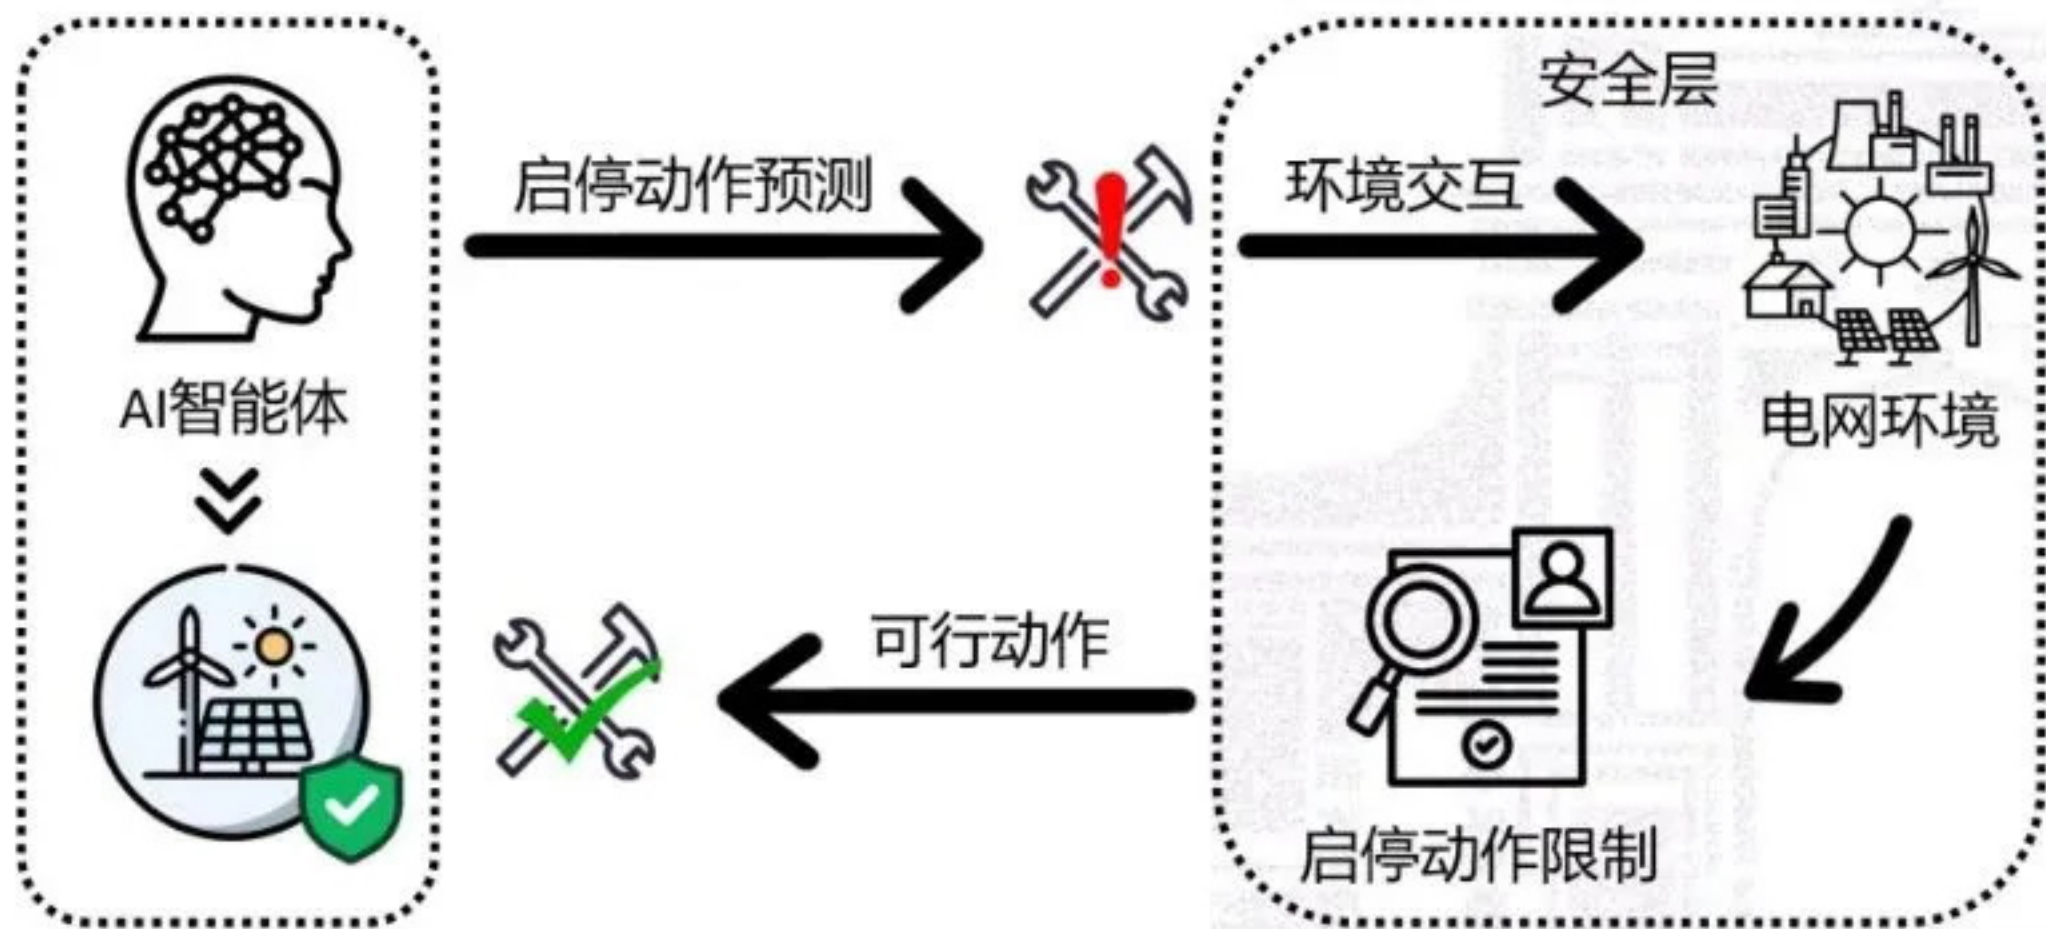 安全层
启停动作预测
环境交互
AI智能体
电网环境
可行动作
启停动作限制